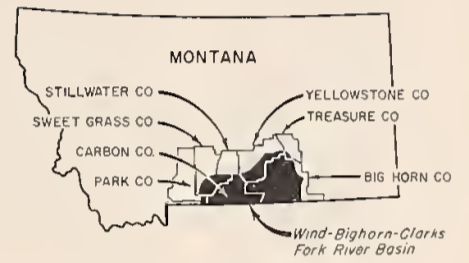 MONTANA
STILLWATER CO
SWEET GRASS CO
CARBON CO.
PARK CO
YELLOWSTONE CO
TREASURE CO
BIG HORN CO
Wind-Bighorn-Clarks
Fork River Basin